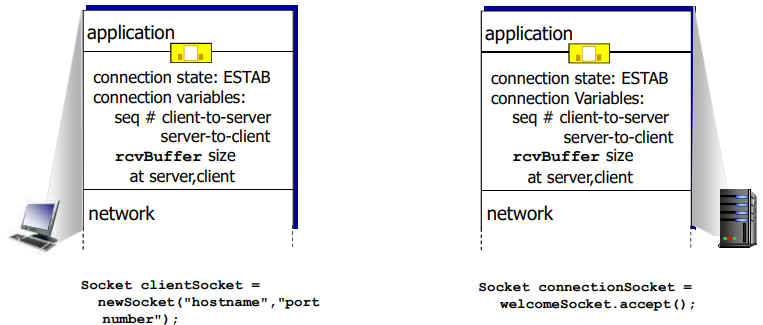 application
connection state: ESTAB
connection variables:
seq # client-to-server
server-to-client
rcvBuffer size
at server,client
network
Socket clientSocket =
newSocket("hostname","port
number");
application
connection state: ESTAB
connection Variables:
seq # client-to-server
server-to-client
rcvBuffer size
at server,client
network
Socket connectionSocket =
welcomeSocket.accept();